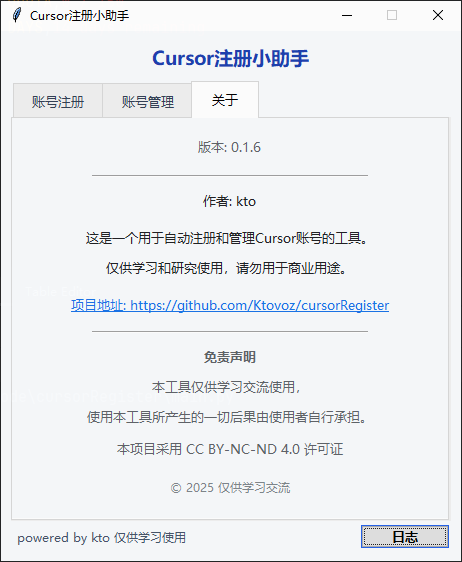 Cursor注册小助手
Cursor注册小助手
账号注册 账号管理 关于
版本: 0.1.6
作者: kto
这是一个用于自动注册和管理Cursor账号的工具。
仅供学习和研究使用，请勿用于商业用途。
项目地址: https://github.com/Ktovoz/cursorRegister
免责声明
本工具仅供学习交流使用，
使用本工具所产生的一切后果由使用者自行承担。
本项目采用 CC BY-NC-ND 4.0 许可证
© 2025 仅供学习交流
powered by kto 仅供学习使用 日志